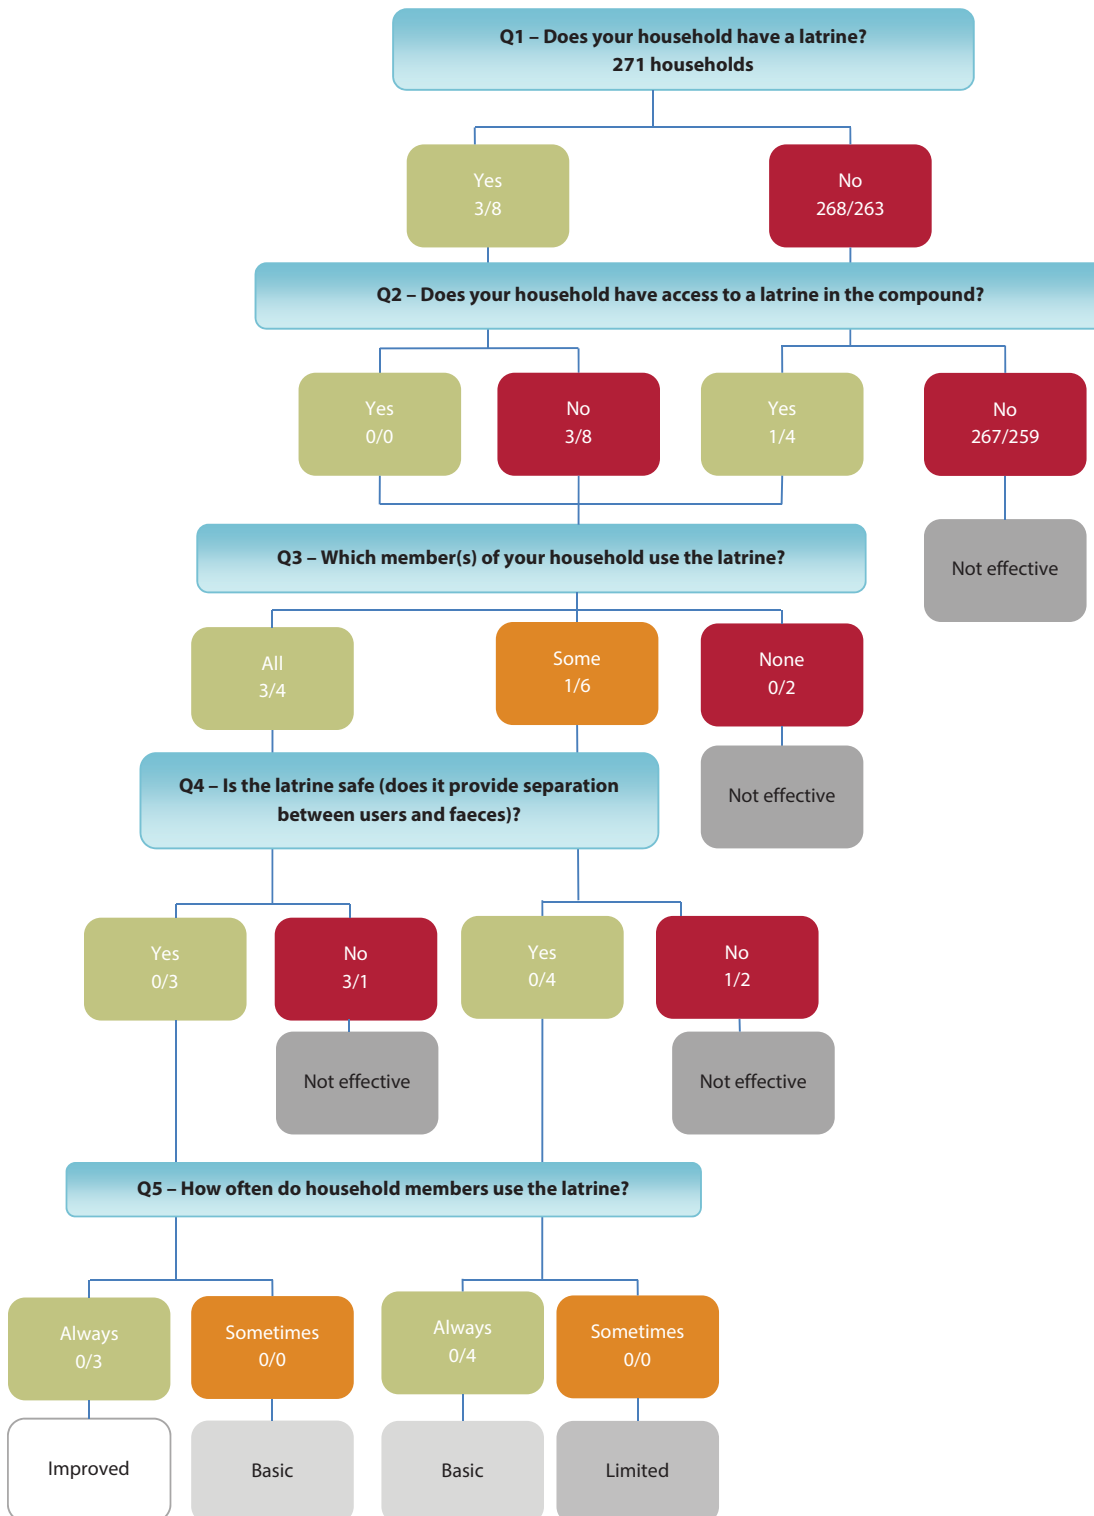 Q1 – Does your household have a latrine?
271 households
Yes
3/8
No
268/263
Q2 – Does your household have access to a latrine in the compound?
Yes
0/0
No
3/8
Yes
1/4
No
267/259
Not effective
Q3 – Which member(s) of your household use the latrine?
All
3/4
Some
1/6
None
0/2
Not effective
Q4 – Is the latrine safe (does it provide separation
between users and faeces)?
Yes
0/3
No
3/1
Yes
0/4
No
1/2
Not effective
Not effective
Q5 – How often do household members use the latrine?
Always
0/3
Sometimes
0/0
Always
0/4
Sometimes
0/0
Improved
Basic
Basic
Limited